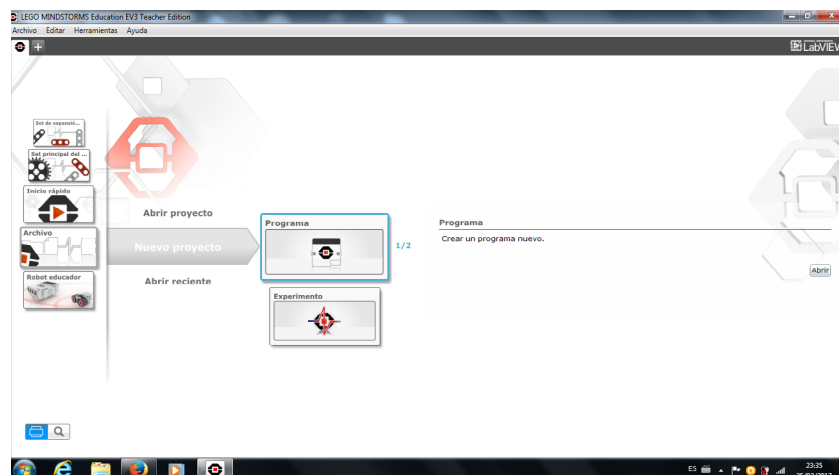 LEGO MINDSTORMS Education EV3 Teacher Edition
Archivo Editar Herramientas Ayuda
LabVIEW
Set de expansió...
Set principal del ...
Inicio rápido
Archivo
Robot educador
Abrir proyecto
Nuevo proyecto
Abrir reciente
Programa
1/2
Experimento
Programa
Crear un programa nuevo.
Abrir
ES
23:35